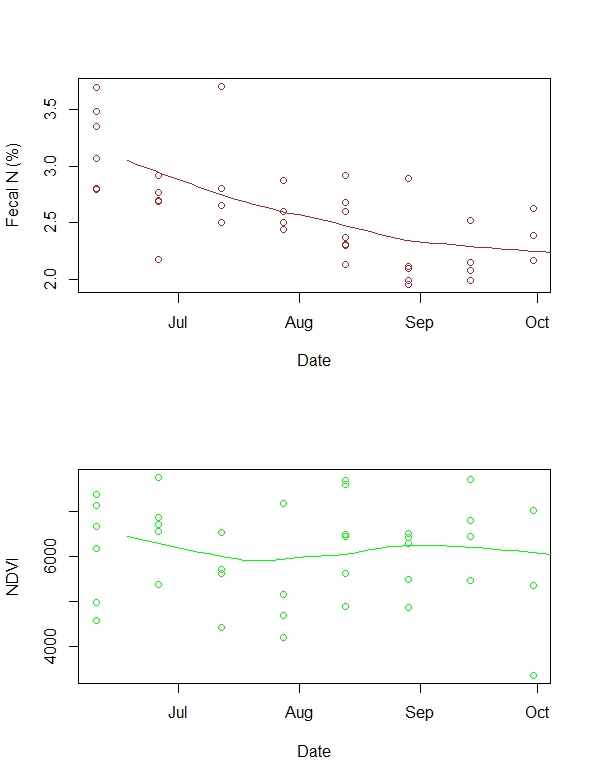 Fecal N (%)
3.5
3.0
2.5
2.0
Jul Aug Sep Oct
Date
NDVI
6000
4000
Jul Aug Sep Oct
Date